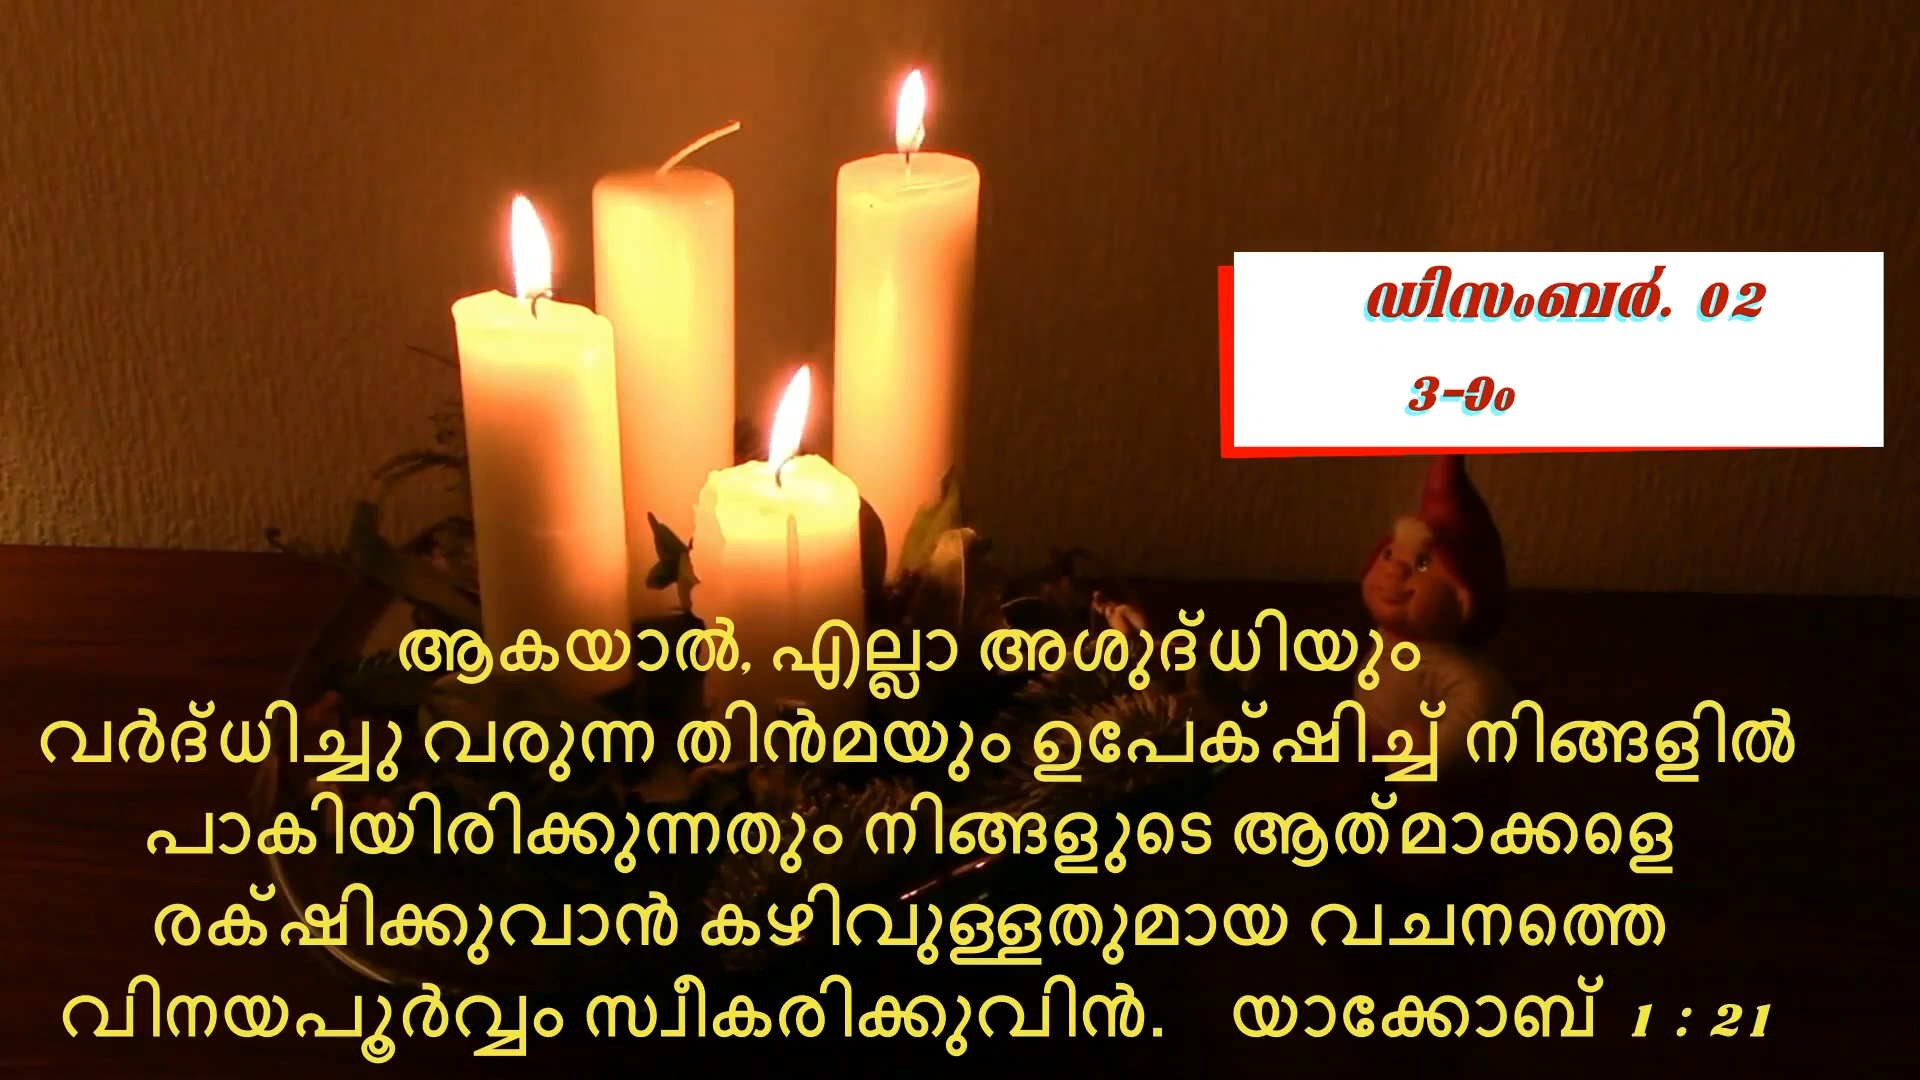 ഡിസംബർ. 02
3-ാം
ആകയാൽ, എല്ലാ അശുദ്ധിയും
വർദ്ധിച്ചു വരുന്ന തിൻമയും ഉപേക്ഷിച്ച് നിങ്ങളിൽ
പാകിയിരിക്കുന്നതും നിങ്ങളുടെ ആത്മാക്കളെ
രക്ഷിക്കുവാൻ കഴിവുള്ളതുമായ വചനത്തെ
വിനയപൂർവ്വം സ്വീകരിക്കുവിൻ. യാക്കോബ് 1 : 21